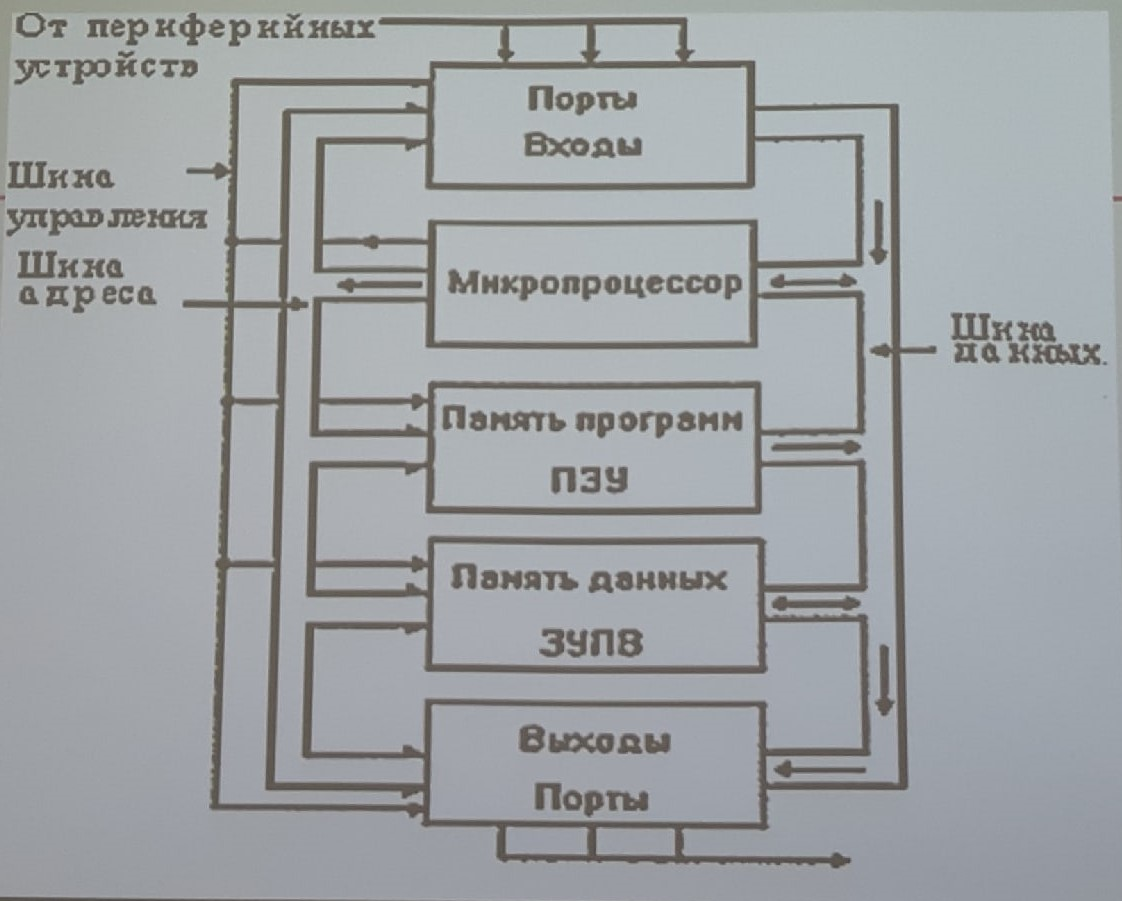 От периферийных
устройств
Порты
Входы
Шина
управления
Шина
адреса
Микропроцессор
Шина
данных.
Память программ
ПЗУ
Память данных
ЗУПВ
Выходы
Порты